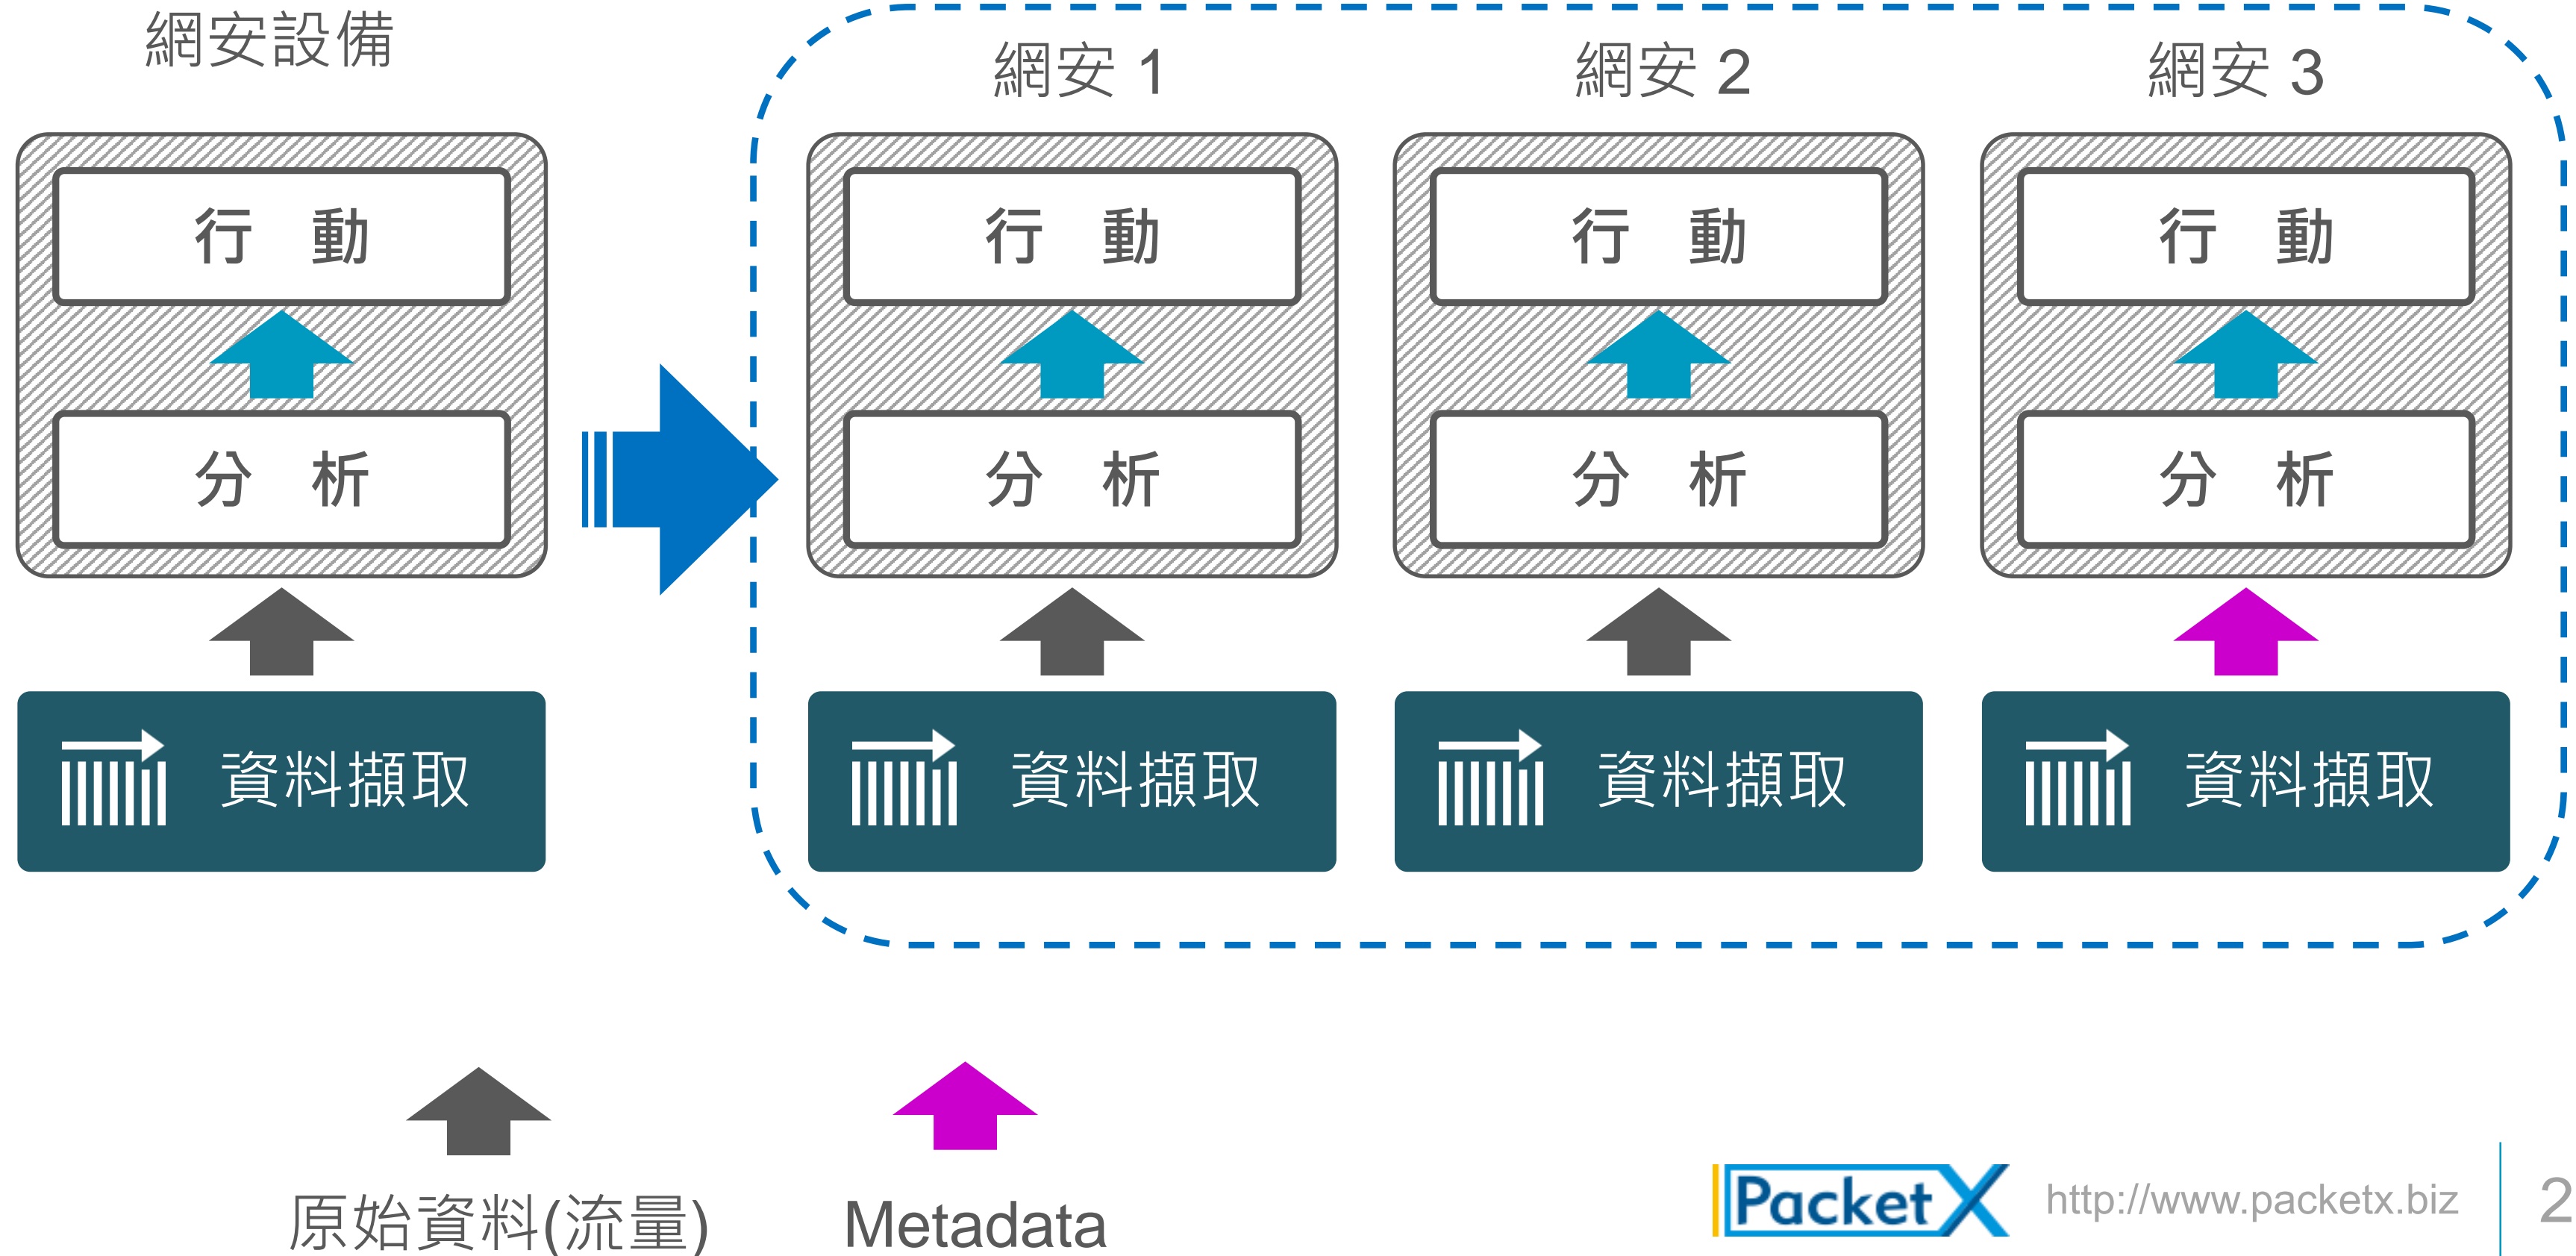 網安設備
網安 1
網安 2
網安 3
行 動
行 動
行 動
行 動
分 析
分 析
分 析
分 析
資料擷取
資料擷取
資料擷取
資料擷取
原始資料(流量)
Metadata
PacketX
http://www.packetx.biz
2